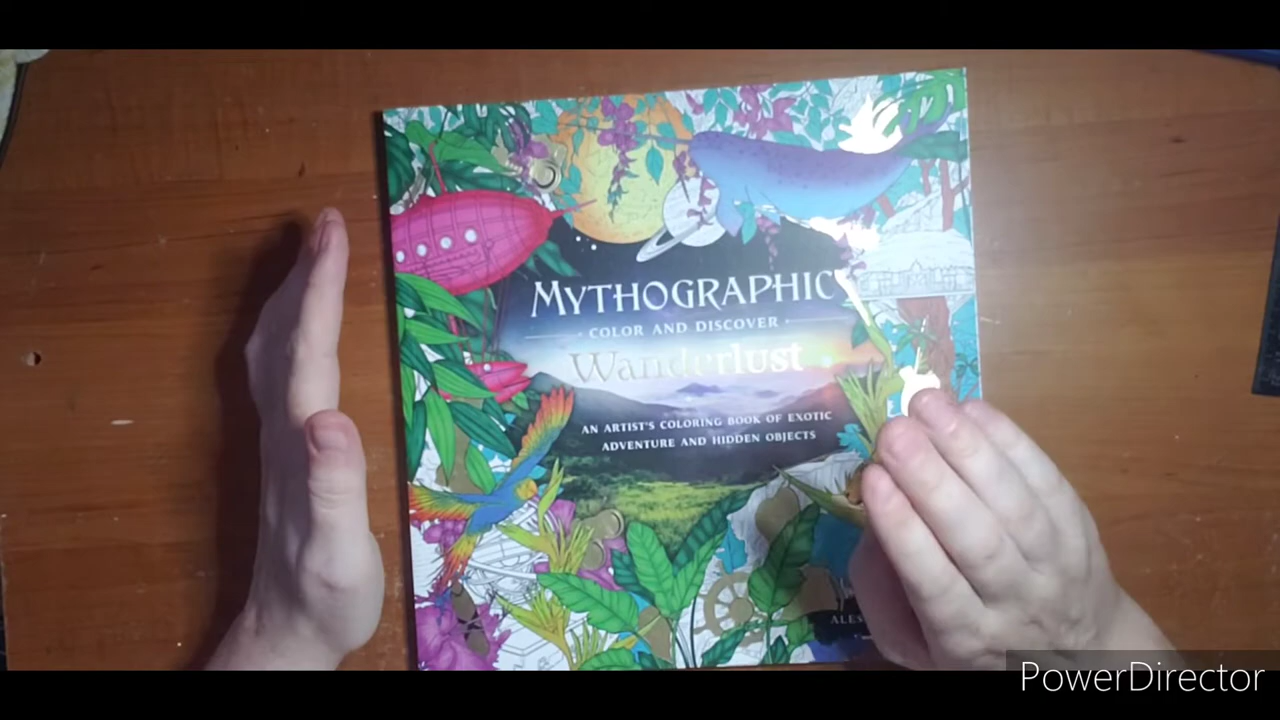 MYTHOGRAPHIC
COLOR AND DISCOVER
Wanderlust
AN ARTIST'S COLORING BOOK OF EXOTIC
ADVENTURE AND HIDDEN OBJECTS
PowerDirector